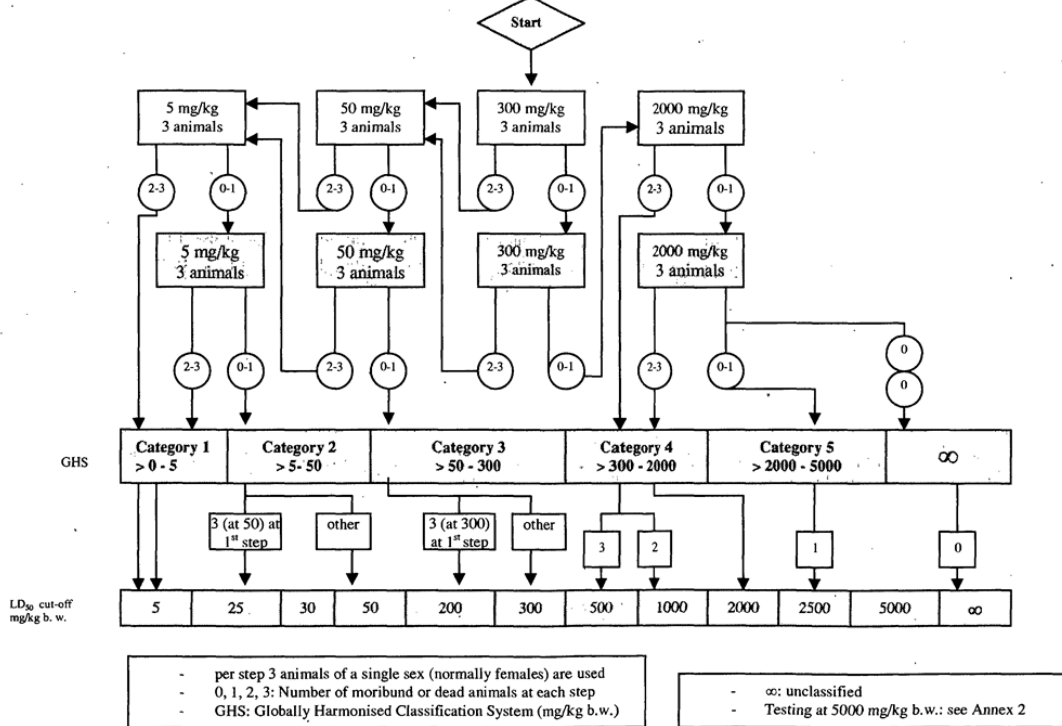 Start
5 mg/kg
3 animals
50 mg/kg
3 animals
300 mg/kg
3 animals
2000 mg/kg
3 animals
2-3
0-1
2-3
0-1
2-3
0-1
2-3
0-1
5 mg/kg
3 animals
50 mg/kg
3 animals
300 mg/kg
3 animals
2000 mg/kg
3 animals
2-3
0-1
2-3
0-1
2-3
0-1
2-3
0-1
0
0
GHS
Category 1
> 0 - 5
Category 2
>5- 50
Category 3
> 50 - 300
Category 4
> 300 - 2000
Category 5
> 2000 - 5000
∞
3 (at 50) at
1st step
other
3 (at 300)
at 1st step
other
3
2
1
0
LD50 cut-off
mg/kg b. w.
5
25
30
50
200
300
500
1000
2000
2500
5000
∞
- per step 3 animals of a single sex (normally females) are used
- 0, 1, 2, 3: Number of moribund or dead animals at each step
- GHS: Globally Harmonised Classification System (mg/kg b.w.)
- ∞: unclassified
- Testing at 5000 mg/kg b.w.: see Annex 2